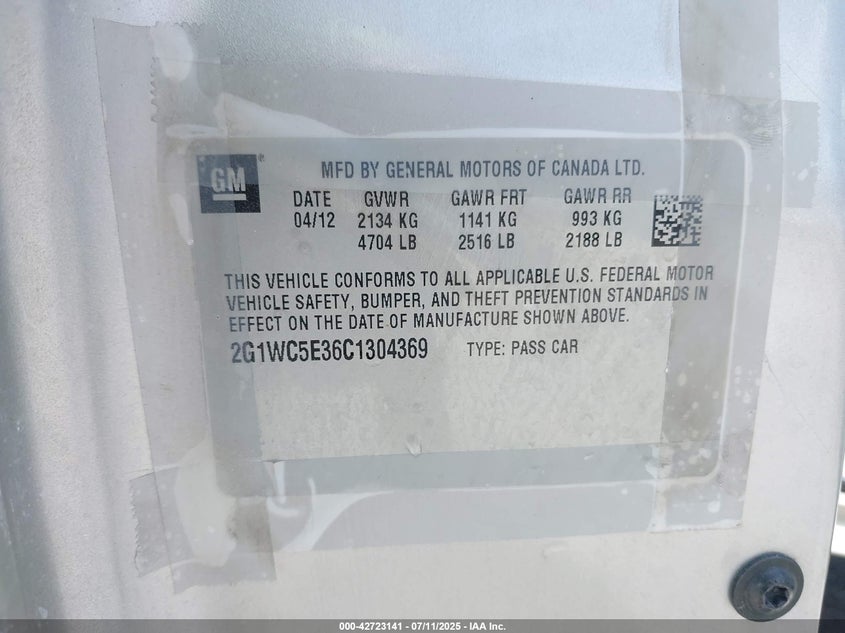 GM
MFD BY GENERAL MOTORS OF CANADA LTD.
DATE GVWR GAWR FRT GAWR RR
04/12 2134 KG 1141 KG 993 KG
4704 LB 2516 LB 2188 LB
THIS VEHICLE CONFORMS TO ALL APPLICABLE U.S. FEDERAL MOTOR
VEHICLE SAFETY, BUMPER, AND THEFT PREVENTION STANDARDS IN
EFFECT ON THE DATE OF MANUFACTURE SHOWN ABOVE.
2G1WC5E36C1304369 TYPE: PASS CAR
000-42723141 - 07/11/2025 - IAA Inc.